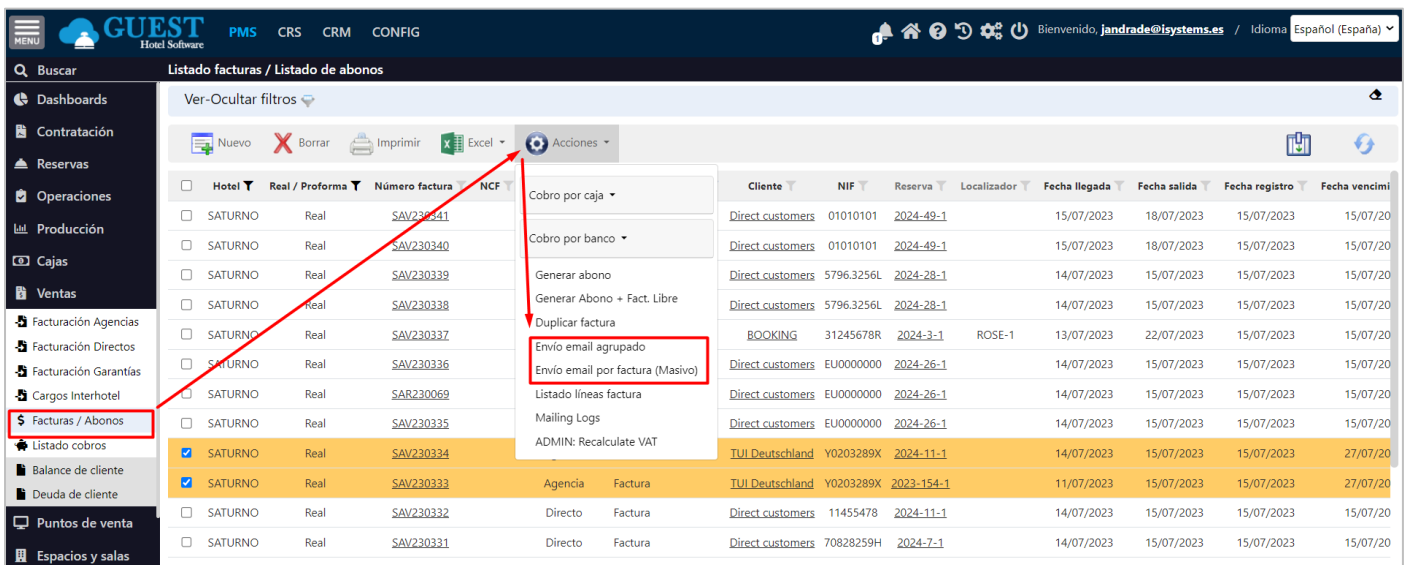 MENU GUEST Hotel Software PMS CRS CRM CONFIG 1 Bienvenido, jandrade@isystems.es / Idioma Español (España)
Buscar
Listado facturas / Listado de abonos
Dashboards
Contratación
Reservas
Operaciones
Producción
Cajas
Ventas
Facturación Agencias
Facturación Directos
Facturación Garantías
Cargos Interhotel
Facturas / Abonos
Listado cobros
Balance de cliente
Deuda de cliente
Puntos de venta
Espacios y salas
Ver-Ocultar filtros
Nuevo Borrar Imprimir Excel Acciones
Cobro por caja
Cobro por banco
Generar abono
Generar Abono + Fact. Libre
Duplicar factura
Envío email agrupado
Envío email por factura (Masivo)
Listado líneas factura
Mailing Logs
ADMIN: Recalculate VAT
Hotel Real / Proforma Número factura NCF Cliente NIF Reserva Localizador Fecha llegada Fecha salida Fecha registro Fecha vencimi
SATURNO Real SAV230341 Direct customers 01010101 2024-49-1 15/07/2023 18/07/2023 15/07/2023 15/07/20
SATURNO Real SAV230340 Direct customers 01010101 2024-49-1 15/07/2023 18/07/2023 15/07/2023 15/07/20
SATURNO Real SAV230339 Direct customers 5796.3256L 2024-28-1 14/07/2023 15/07/2023 15/07/2023 15/07/20
SATURNO Real SAV230338 Direct customers 5796.3256L 2024-28-1 14/07/2023 15/07/2023 15/07/2023 15/07/20
SATURNO Real SAV230337 BOOKING 31245678R 2024-3-1 ROSE-1 13/07/2023 22/07/2023 15/07/2023 15/07/20
SATURNO Real SAV230336 Direct customers EU0000000 2024-26-1 14/07/2023 15/07/2023 15/07/2023 15/07/20
SATURNO Real SAR230069 Direct customers EU0000000 2024-26-1 14/07/2023 15/07/2023 15/07/2023 15/07/20
SATURNO Real SAV230335 Direct customers EU0000000 2024-26-1 14/07/2023 15/07/2023 15/07/2023 15/07/20
SATURNO Real SAV230334 TUI Deutschland Y0203289X 2024-11-1 14/07/2023 15/07/2023 15/07/2023 27/07/20
SATURNO Real SAV230333 Agencia Factura TUI Deutschland Y0203289X 2023-154-1 11/07/2023 15/07/2023 15/07/2023 27/07/20
SATURNO Real SAV230332 Directo Factura Direct customers 11455478 2024-11-1 14/07/2023 15/07/2023 15/07/2023 15/07/20
SATURNO Real SAV230331 Directo Factura Direct customers 70828259H 2024-7-1 14/07/2023 15/07/2023 15/07/2023 15/07/20